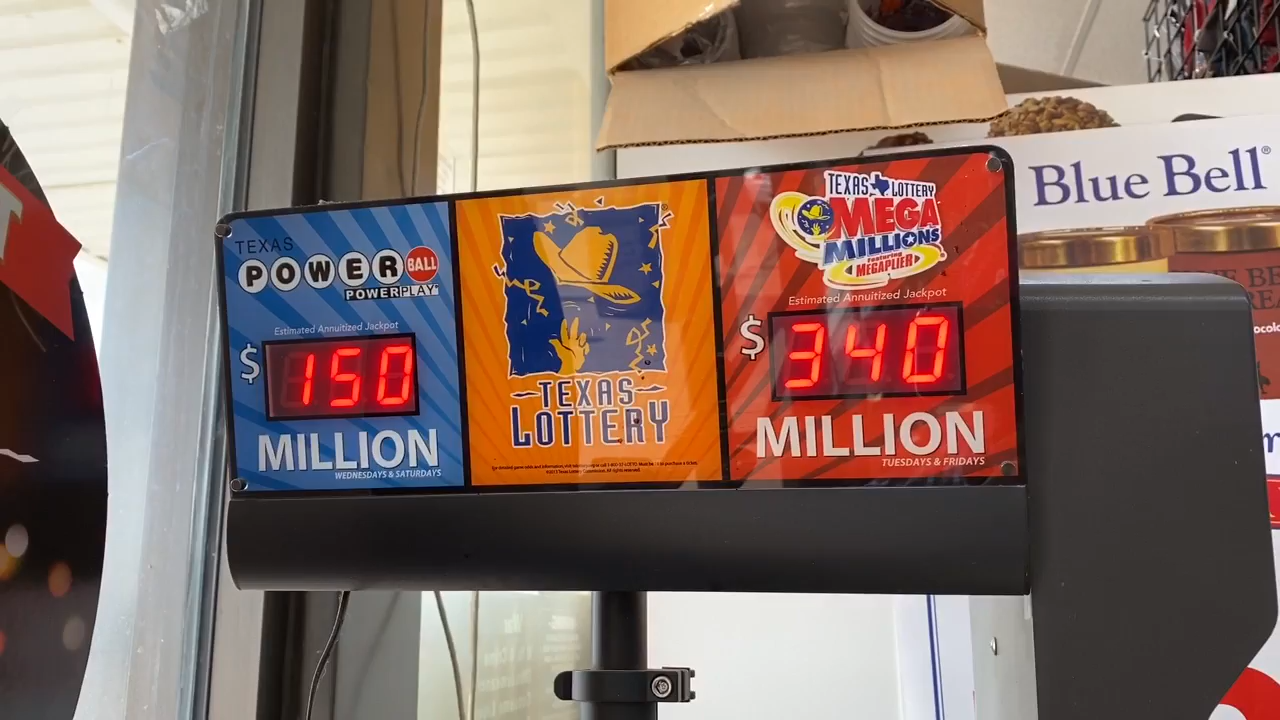 TEXAS
POWERBALL
POWERPLAY
Estimated Annuitized Jackpot
$ 150
MILLION
WEDNESDAYS & SATURDAYS
TEXAS
LOTTERY
TEXAS LOTTERY
MEGA
MILLIONS
featuring
MEGAPLIER
Estimated Annuitized Jackpot
$ 340
MILLION
TUESDAYS & FRIDAYS
Blue Bell®